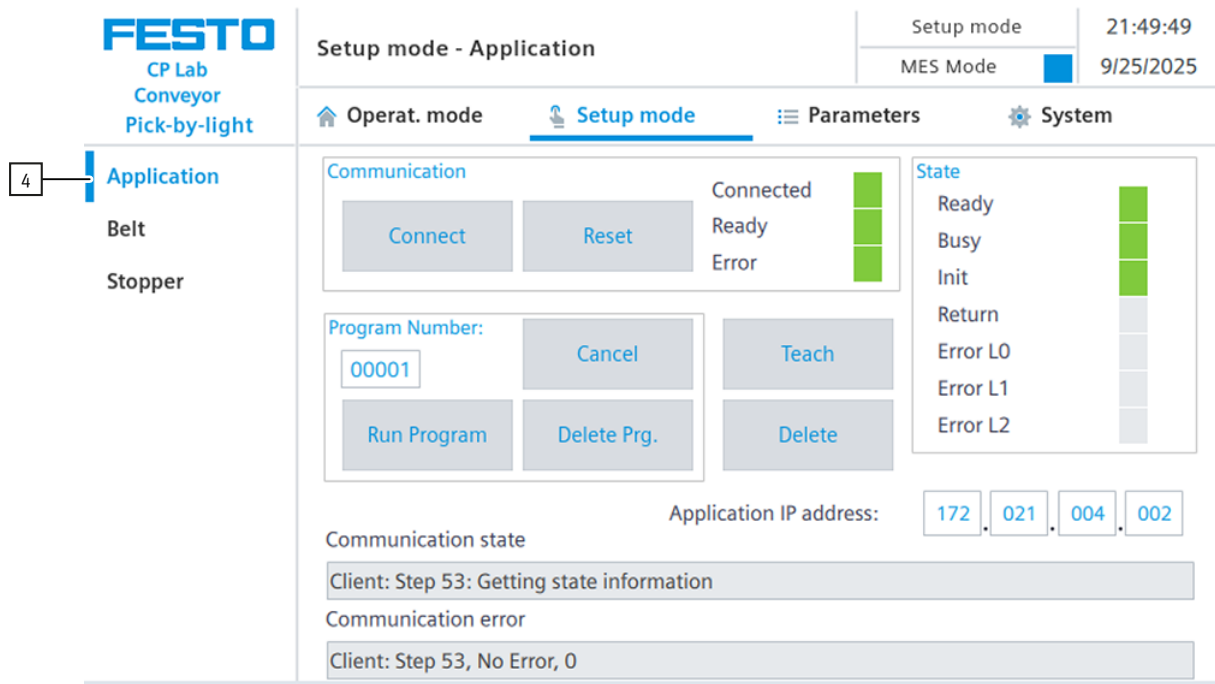 FESTO
CP Lab
Conveyor
Pick-by-light
Setup mode - Application
Setup mode
21:49:49
MES Mode
9/25/2025
Operat. mode
Setup mode
Parameters
System
4
Application
Belt
Stopper
Communication
Connect
Reset
Connected
Ready
Error
State
Ready
Busy
Init
Return
Error L0
Error L1
Error L2
Program Number:
00001
Cancel
Teach
Run Program
Delete Prg.
Delete
Application IP address:
172 . 021 . 004 . 002
Communication state
Client: Step 53: Getting state information
Communication error
Client: Step 53, No Error, 0